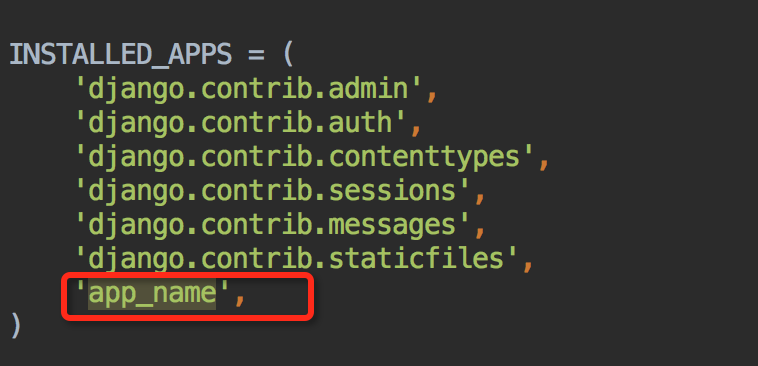 INSTALLED_APPS = (
    'django.contrib.admin',
    'django.contrib.auth',
    'django.contrib.contenttypes',
    'django.contrib.sessions',
    'django.contrib.messages',
    'django.contrib.staticfiles',
    'app_name',
)